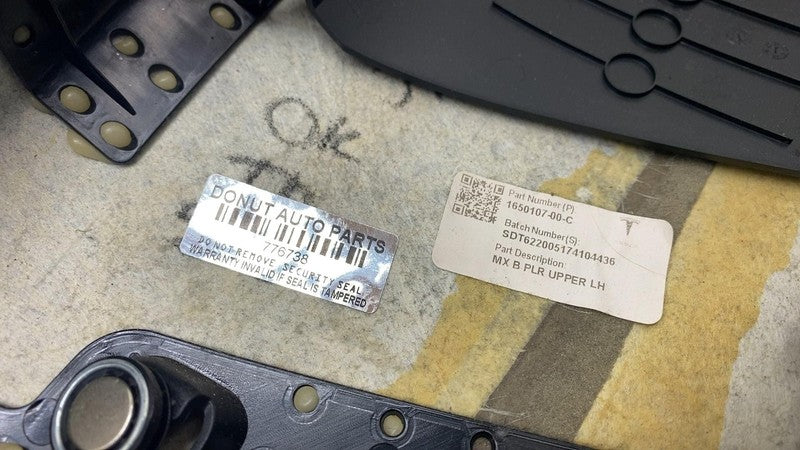 Ok
DONUT AUTO PARTS
776738
DO NOT REMOVE SECURITY SEAL
WARRANTY INVALID IF SEAL IS TAMPERED
Part Number (P)
1650107-00-C
Batch Number(S):
SDT622005174104436
Part Description:
MX B PLR UPPER LH